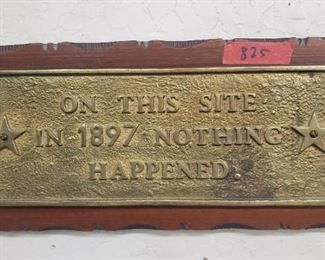 825
ON THIS SITE
IN 1897 NOTHING
HAPPENED.